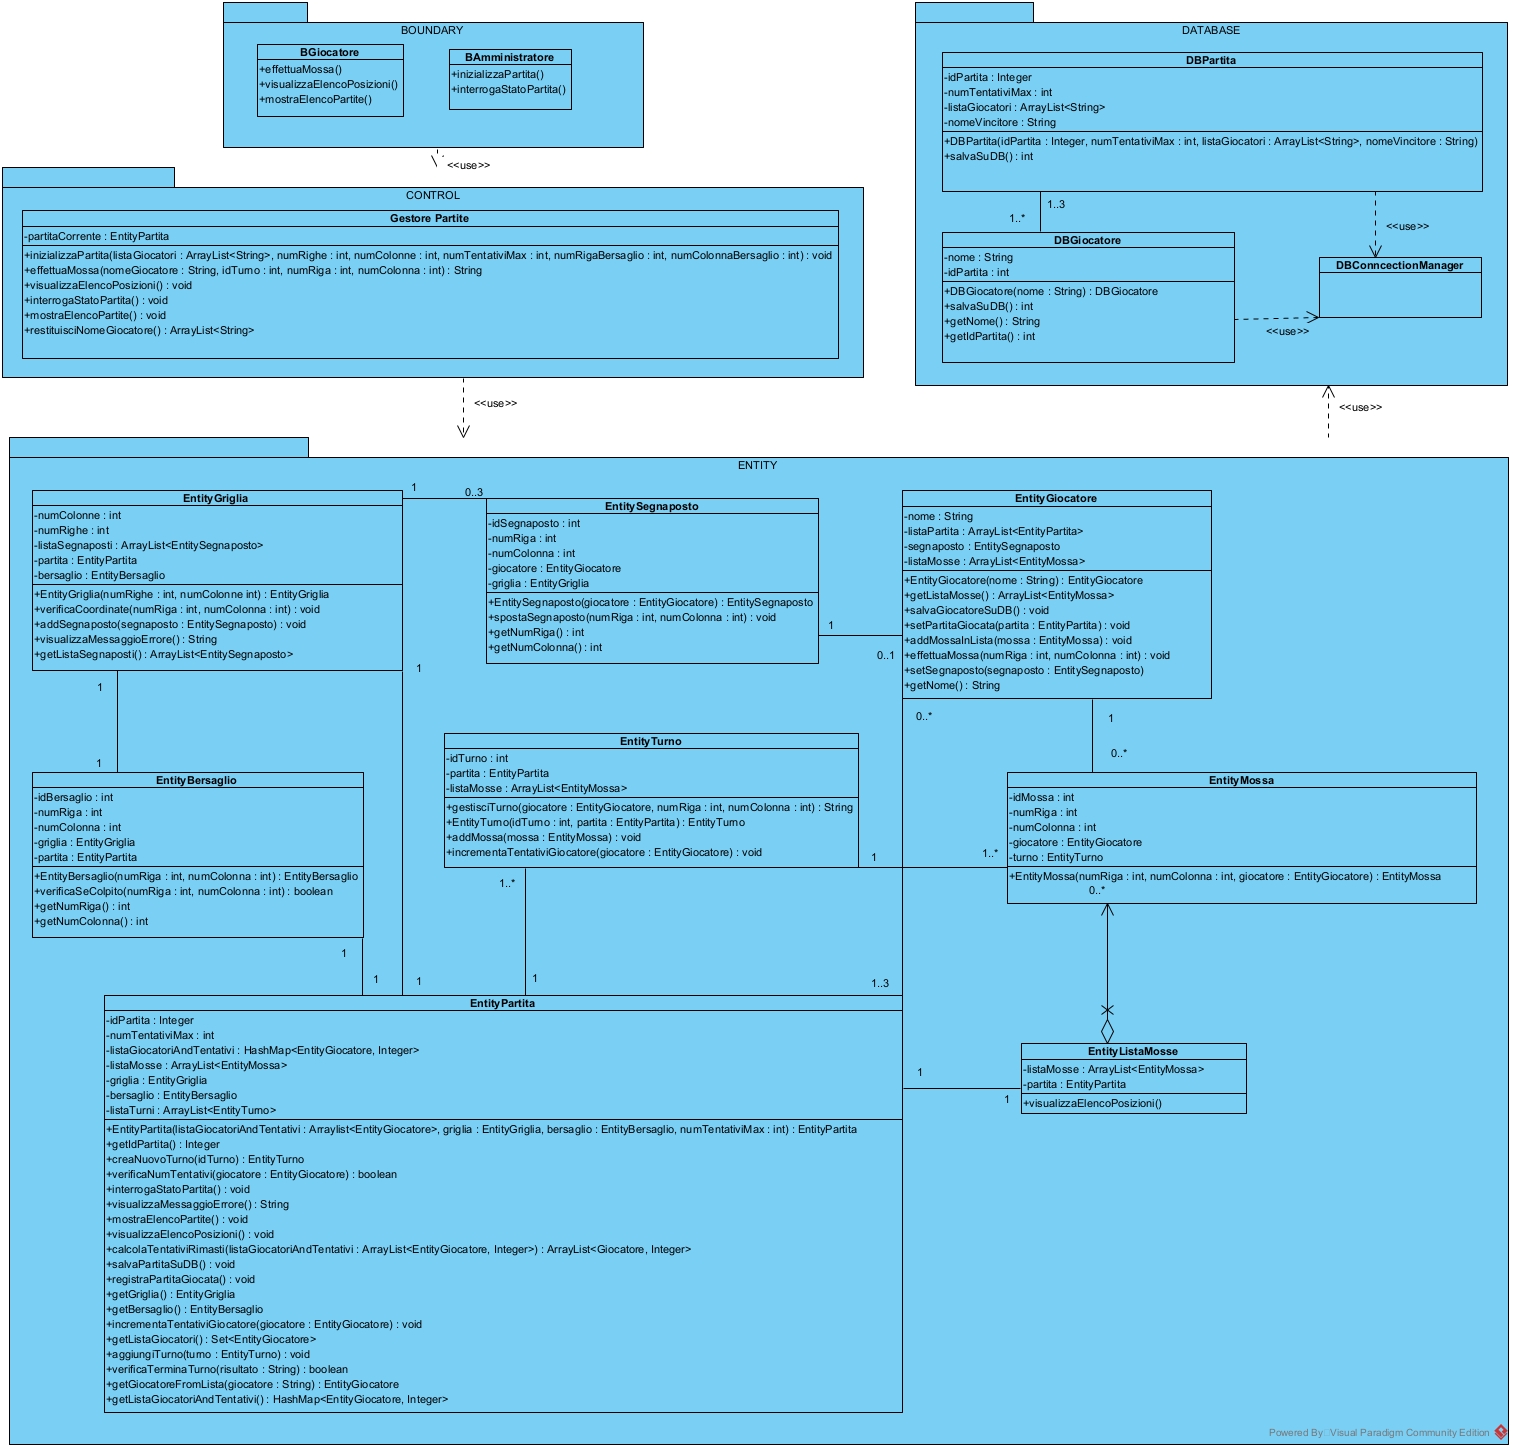 BOUNDARY
BGiocatore
+effettuaMossa()
+visualizzaElencoPosizioni()
+mostraElencoPartite()
BAmministratore
+inizializzaPartita()
+interrogaStatoPartita()
<<use>>
CONTROL
Gestore Partite
-partitaCorrente : EntityPartita
+inizializzaPartita(listaGiocatori : ArrayList<String>, numRighe : int, numColonne : int, numTentativiMax : int, numRigaBersaglio : int, numColonnaBersaglio : int) : void
+effettuaMossa(nomeGiocatore : String, idTurno : int, numRiga : int, numColonna : int) : String
+visualizzaElencoPosizioni() : void
+interrogaStatoPartita() : void
+mostraElencoPartite() : void
+restituisciNomeGiocatore() : ArrayList<String>
<<use>>
DATABASE
DBPartita
-idPartita : Integer
-numTentativiMax : int
-listaGiocatori : ArrayList<String>
-nomeVincitore : String
+DBPartita(idPartita : Integer, numTentativiMax : int, listaGiocatori : ArrayList<String>, nomeVincitore : String)
+salvaSuDB() : int
1..3
1..*
<<use>>
DBGiocatore
-nome : String
-idPartita : int
+DBGiocatore(nome : String) : DBGiocatore
+salvaSuDB() : int
+getNome() : String
+getIdPartita() : int
DBConncectionManager
<<use>>
<<use>>
ENTITY
EntityGriglia
-numColonne : int
-numRighe : int
-listaSegnaposti : ArrayList<EntitySegnaposto>
-partita : EntityPartita
-bersaglio : EntityBersaglio
+EntityGriglia(numRighe : int, numColonne int) : EntityGriglia
+verificaCoordinate(numRiga : int, numColonna : int) : void
+addSegnaposto(segnaposto : EntitySegnaposto) : void
+visualizzaMessaggioErrore() : String
+getListaSegnaposti() : ArrayList<EntitySegnaposto>
1
0..3
EntitySegnaposto
-idSegnaposto : int
-numRiga : int
-numColonna : int
-giocatore : EntityGiocatore
-griglia : EntityGriglia
+EntitySegnaposto(giocatore : EntityGiocatore) : EntitySegnaposto
+spostaSegnaposto(numRiga : int, numColonna : int) : void
+getNumRiga() : int
+getNumColonna() : int
1
0..1
EntityGiocatore
-nome : String
-listaPartita : ArrayList<EntityPartita>
-segnaposto : EntitySegnaposto
-listaMosse : ArrayList<EntityMossa>
+EntityGiocatore(nome : String) : EntityGiocatore
+getListaMosse() : ArrayList<EntityMossa>
+salvaGiocatoreSuDB() : void
+setPartitaGiocata(partita : EntityPartita) : void
+addMossaInLista(mossa : EntityMossa) : void
+effettuaMossa(numRiga : int, numColonna : int) : void
+setSegnaposto(segnaposto : EntitySegnaposto)
+getNome() : String
1
1
1
0..*
1
0..*
EntityBersaglio
-idBersaglio : int
-numRiga : int
-numColonna : int
-griglia : EntityGriglia
-partita : EntityPartita
+EntityBersaglio(numRiga : int, numColonna : int) : EntityBersaglio
+verificaSeColpito(numRiga : int, numColonna : int) : boolean
+getNumRiga() : int
+getNumColonna() : int
EntityTurno
-idTurno : int
-partita : EntityPartita
-listaMosse : ArrayList<EntityMossa>
+gestisciTurno(giocatore : EntityGiocatore, numRiga : int, numColonna : int) : String
+EntityTurno(idTurno : int, partita : EntityPartita) : EntityTurno
+addMossa(mossa : EntityMossa) : void
+incrementaTentativiGiocatore(giocatore : EntityGiocatore) : void
1
1..*
EntityMossa
-idMossa : int
-numRiga : int
-numColonna : int
-giocatore : EntityGiocatore
-turno : EntityTurno
+EntityMossa(numRiga : int, numColonna : int, giocatore : EntityGiocatore) : EntityMossa
0..*
1..*
1
1
1
1
1..3
EntityPartita
-idPartita : Integer
-numTentativiMax : int
-listaGiocatoriAndTentativi : HashMap<EntityGiocatore, Integer>
-listaMosse : ArrayList<EntityMossa>
-griglia : EntityGriglia
-bersaglio : EntityBersaglio
-listaTurni : ArrayList<EntityTurno>
+EntityPartita(listaGiocatoriAndTentativi : Arraylist<EntityGiocatore>, griglia : EntityGriglia, bersaglio : EntityBersaglio, numTentativiMax : int) : EntityPartita
+getIdPartita() : Integer
+creaNuovoTurno(idTurno) : EntityTurno
+verificaNumTentativi(giocatore : EntityGiocatore) : boolean
+interrogaStatoPartita() : void
+visualizzaMessaggioErrore() : String
+mostraElencoPartite() : void
+visualizzaElencoPosizioni() : void
+calcolaTentativiRimasti(listaGiocatoriAndTentativi : ArrayList<EntityGiocatore, Integer>) : ArrayList<Giocatore, Integer>
+salvaPartitaSuDB() : void
+registraPartitaGiocata() : void
+getGriglia() : EntityGriglia
+getBersaglio() : EntityBersaglio
+incrementaTentativiGiocatore(giocatore : EntityGiocatore) : void
+getListaGiocatori() : Set<EntityGiocatore>
+aggiungiTurno(turno : EntityTurno) : void
+verificaTerminaTurno(risultato : String) : boolean
+getGiocatoreFromLista(giocatore : String) : EntityGiocatore
+getListaGiocatoriAndTentativi() : HashMap<EntityGiocatore, Integer>
1
1
EntityListaMosse
-listaMosse : ArrayList<EntityMossa>
-partita : EntityPartita
+visualizzaElencoPosizioni()
Powered By Visual Paradigm Community Edition